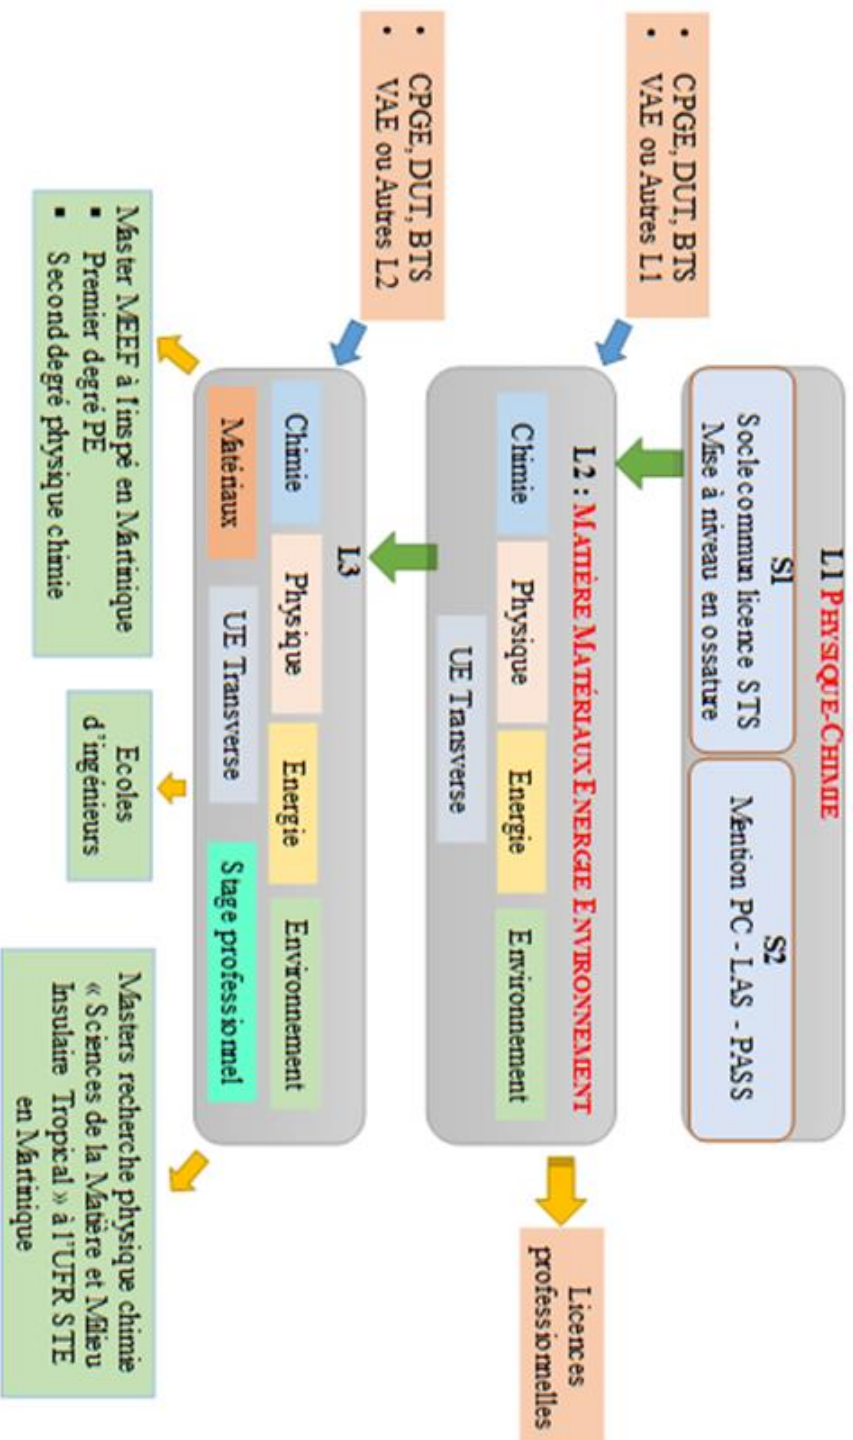 L1 PHYSIQUE-CHIMIE
S1
Socle commun licence STS
Mise à niveau en ossature
S2
Mention PC - LAS - PASS
• CPGE, DUT, BTS
• VAE ou Autres L1
L2 : MATIÈRE MATÉRIAUX ENERGIE ENVIRONNEMENT
Chimie
Physique
Energie
Environnement
UE Transverse
Licences
professionnelles
• CPGE, DUT, BTS
• VAE ou Autres L2
L3
Chimie
Physique
Energie
Environnement
Matériaux
UE Transverse
Stage professionnel
Master MEEF à l'inspé en Martinique
▪ Premier degré PE
▪ Second degré physique chimie
Ecoles
d'ingénieurs
Masters recherche physique chimie
« Sciences de la Matière et Milieu
Insulaire Tropical » à l'UFR STE
en Martinique